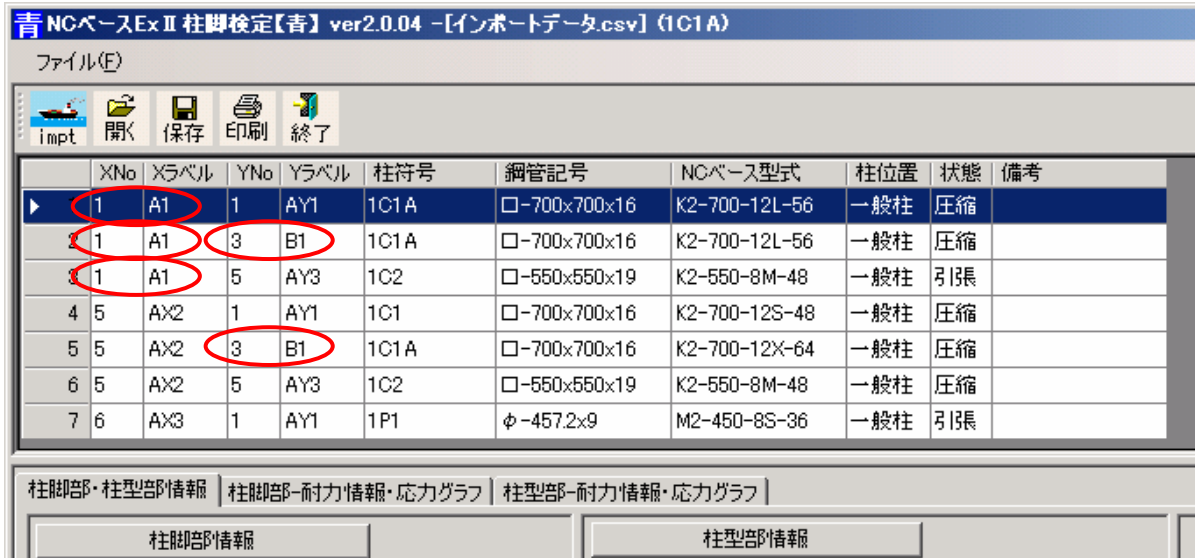 青 NCベースExⅡ 柱脚検定【青】 ver2.0.04 -[インポートデータ.csv] (1C1A)
ファイル(F)
impt 開く 保存 印刷 終了
XNo Xラベル YNo Yラベル 柱符号 鋼管記号 NCベース型式 柱位置 状態 備考
1 A1 1 AY1 1C1A □-700x700x16 K2-700-12L-56 一般柱 圧縮
2 1 A1 3 B1 1C1A □-700x700x16 K2-700-12L-56 一般柱 圧縮
3 1 A1 5 AY3 1C2 □-550x550x19 K2-550-8M-48 一般柱 引張
4 5 AX2 1 AY1 1C1 □-700x700x16 K2-700-12S-48 一般柱 圧縮
5 5 AX2 3 B1 1C1A □-700x700x16 K2-700-12X-64 一般柱 圧縮
6 5 AX2 5 AY3 1C2 □-550x550x19 K2-550-8M-48 一般柱 圧縮
7 6 AX3 1 AY1 1P1 φ-457.2x9 M2-450-8S-36 一般柱 引張
柱脚部・柱型部情報 柱脚部-耐力情報・応力グラフ 柱型部-耐力情報・応力グラフ
柱脚部情報 柱型部情報